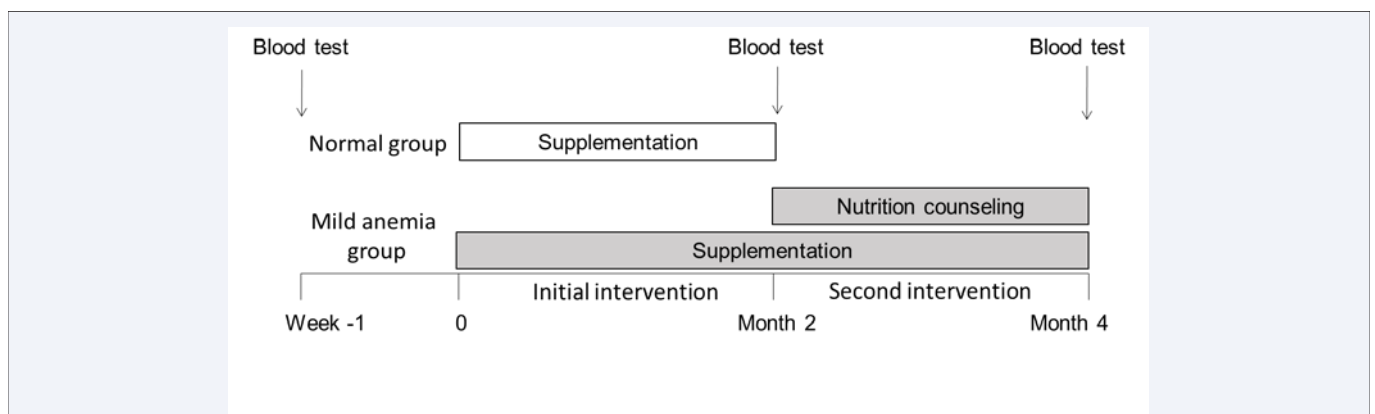 Blood test
Blood test
Blood test
Normal group
Supplementation
Nutrition counseling
Mild anemia
group
Supplementation
Initial intervention
Second intervention
Week -1
0
Month 2
Month 4